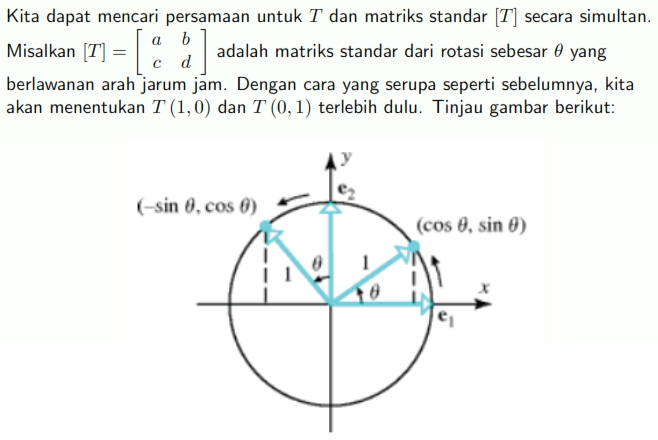 Kita dapat mencari persamaan untuk T dan matriks standar [T] secara simultan.
Misalkan [T] = [ a b ; c d ] adalah matriks standar dari rotasi sebesar θ yang
berlawanan arah jarum jam. Dengan cara yang serupa seperti sebelumnya, kita
akan menentukan T (1, 0) dan T (0, 1) terlebih dulu. Tinjau gambar berikut:
y
e₂
(–sin θ, cos θ)
(cos θ, sin θ)
θ
1
1
θ
x
e₁